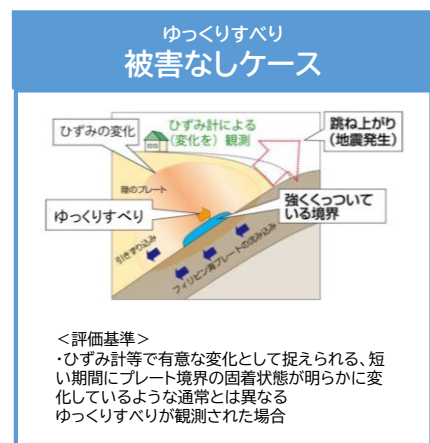 ゆっくりすべり
被害なしケース
ひずみの変化
ひずみ計による
(変化を) 観測
跳ね上がり
(地震発生)
陸のプレート
ゆっくりすべり
強くくっついて
いる境界
引きずり込み
フィリピン海プレートの沈み込み
<評価基準>
・ひずみ計等で有意な変化として捉えられる、短
い期間にプレート境界の固着状態が明らかに変
化しているような通常とは異なる
ゆっくりすべりが観測された場合